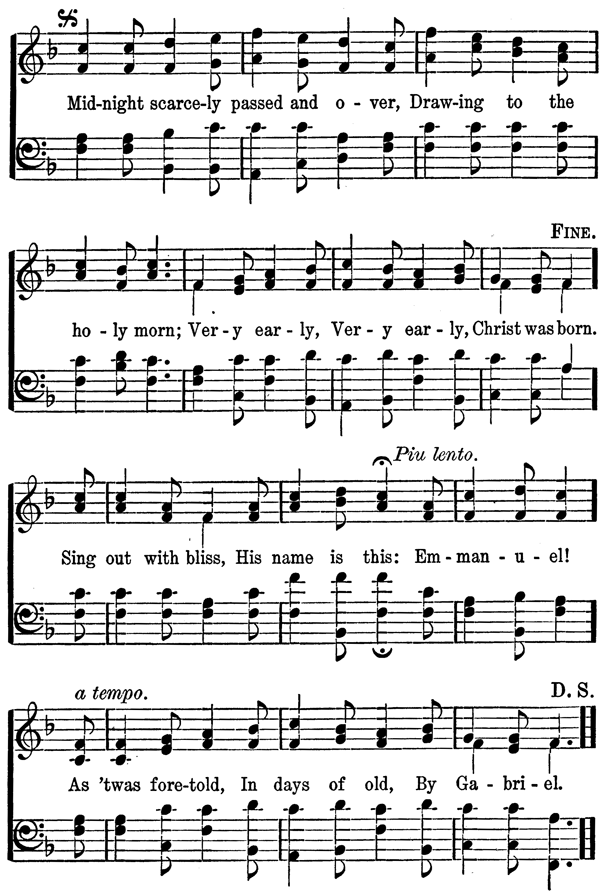 Mid-night scarce-ly passed and o - ver, Draw-ing to the
FINE.
ho - ly morn; Ver - y ear - ly, Ver - y ear - ly, Christ was born.
Piu lento.
Sing out with bliss, His name is this: Em - man - u - el!
a tempo.
D. S.
As 'twas fore-told, In days of old, By Ga - bri - el.